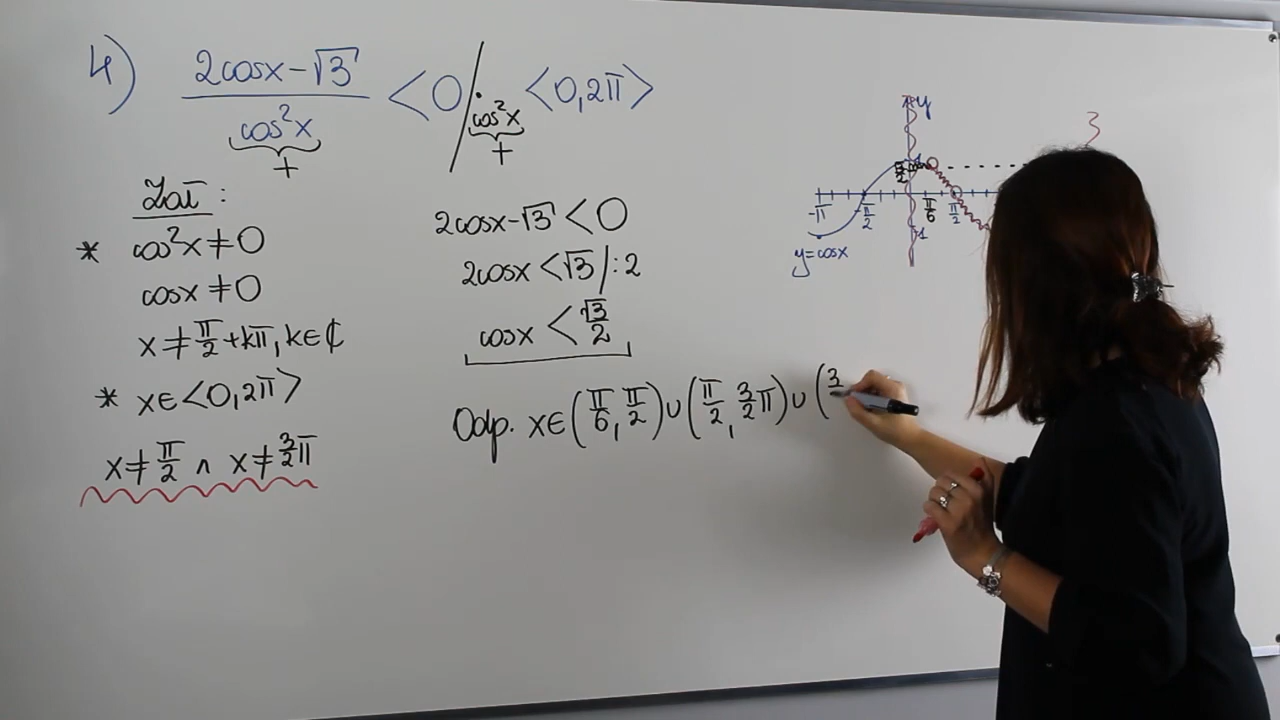 4) (2cosx-√3)/cos²x < 0 /·cos²x <0,2π>
+ +
Zał:
* cos²x≠0
cosx≠0
x≠π/2+kπ, k∈ℂ
* x∈<0,2π>
x≠π/2 ∧ x≠3/2π
2cosx-√3<0
2cosx<√3 /:2
cosx<√3/2
Odp. x∈(π/6, π/2)∪(π/2, 3/2π)∪(3
y
3
1
-π -π/2 π/6 π/2
-1
y=cosx